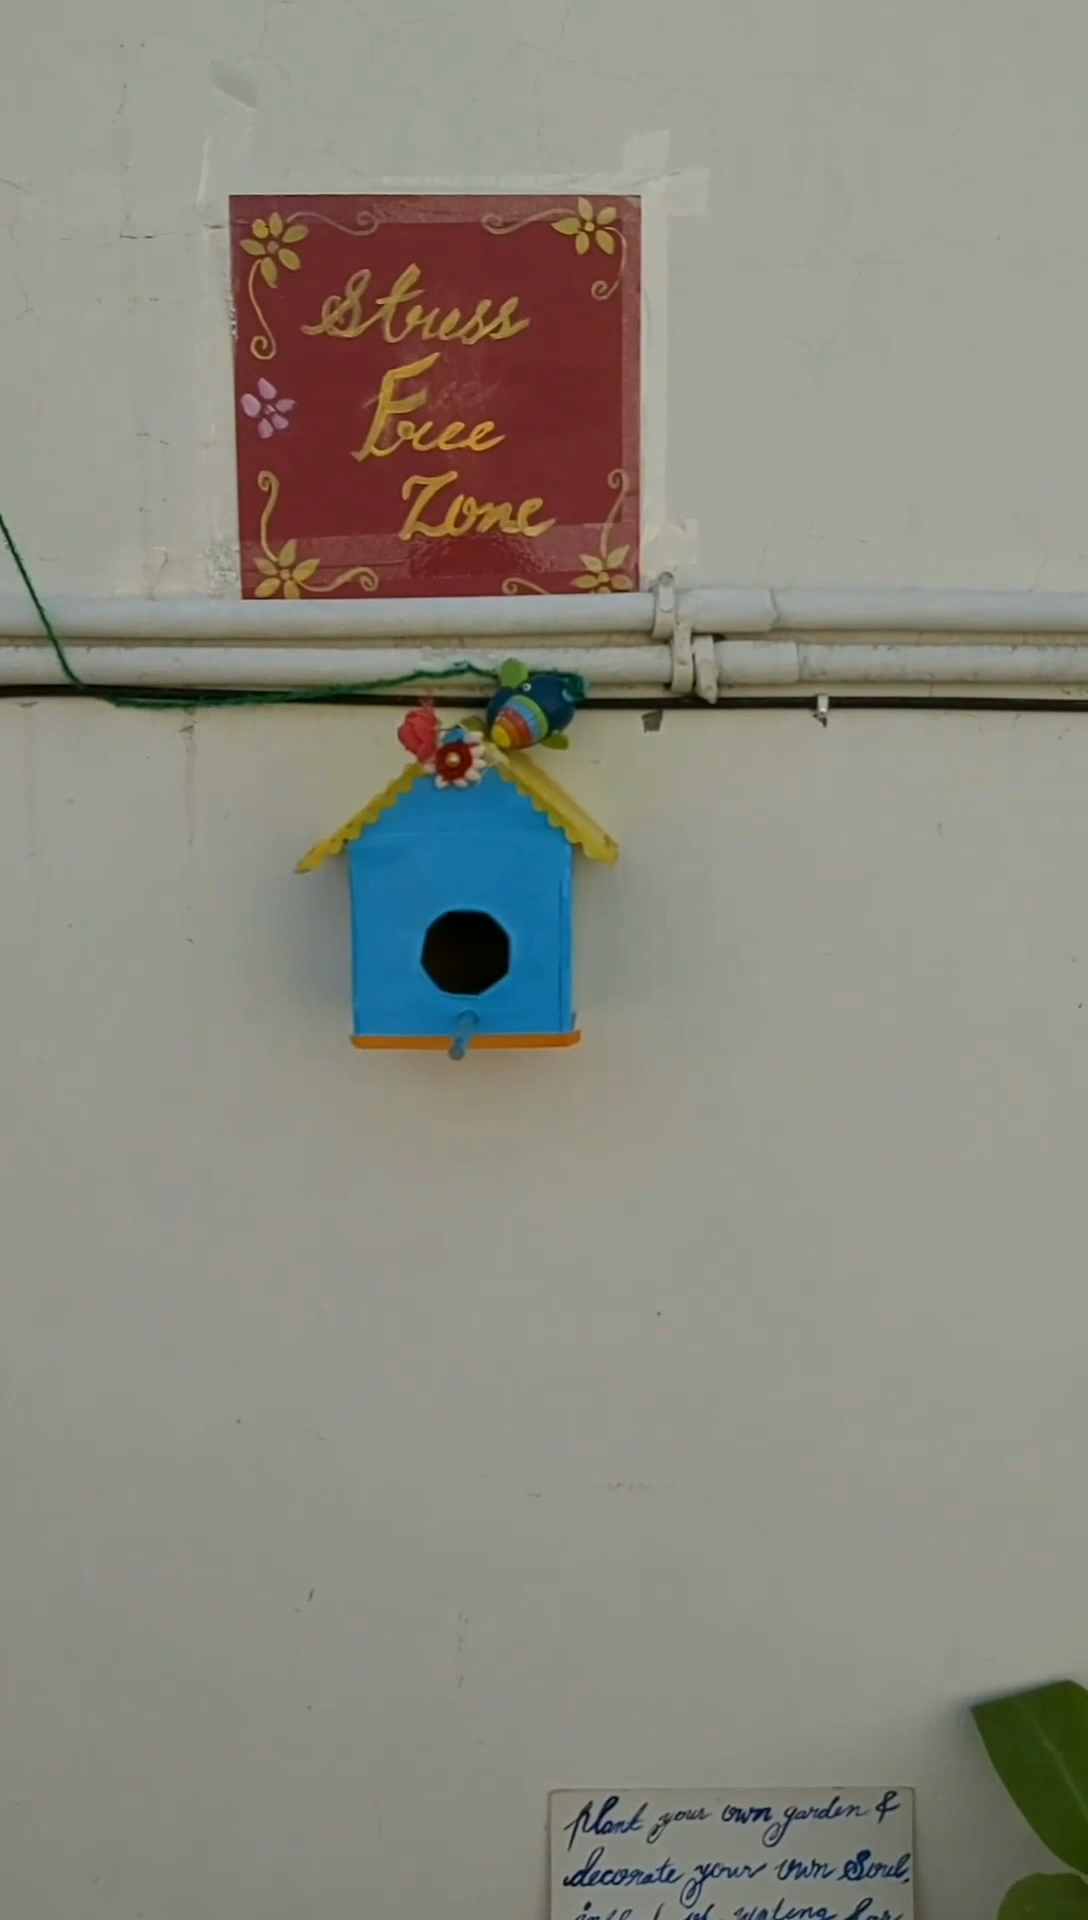 Stress
Free
Zone
Plant your own garden &
decorate your own Soul,